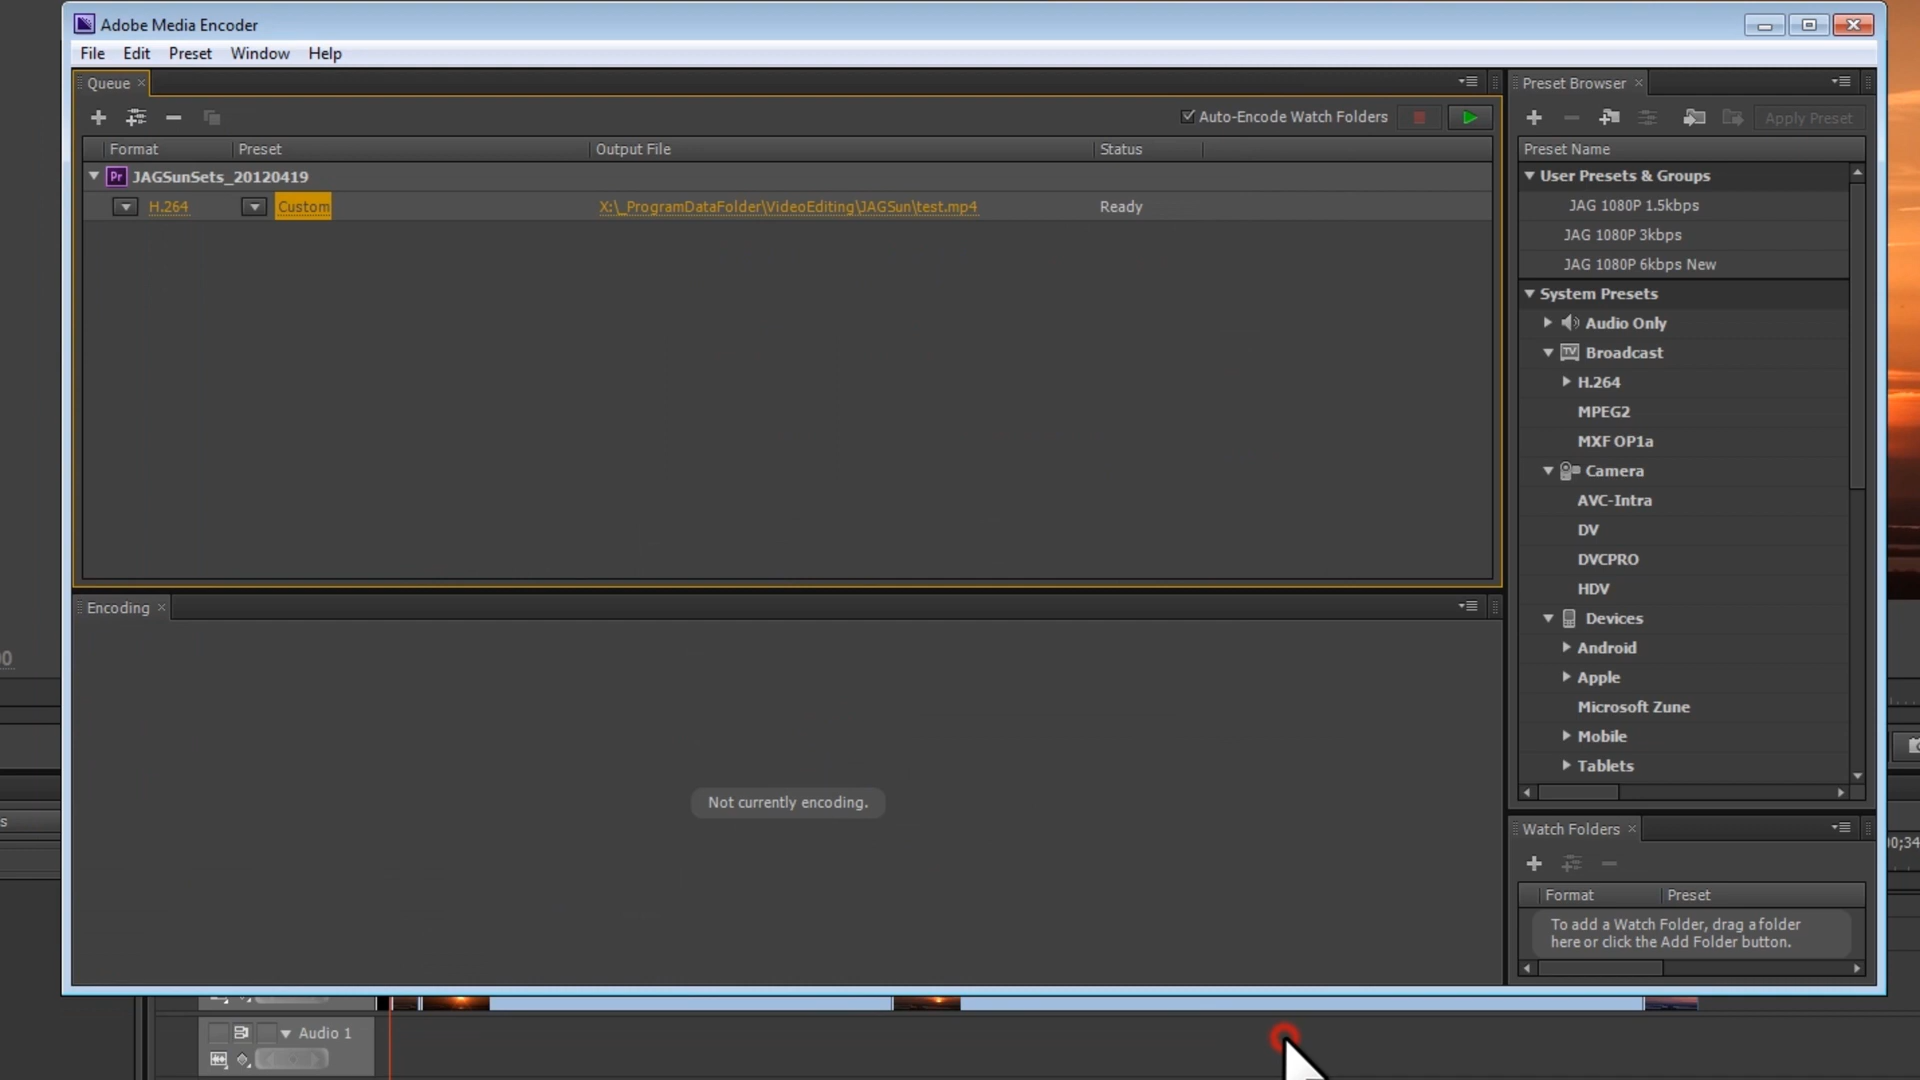 Adobe Media Encoder
File Edit Preset Window Help
Queue
Auto-Encode Watch Folders
Format Preset Output File Status
Pr JAGSunSets_20120419
H.264 Custom X:\_ProgramDataFolder\VideoEditing\JAGSun\test.mp4 Ready
Encoding
Not currently encoding.
Preset Browser
Apply Preset
Preset Name
User Presets & Groups
JAG 1080P 1.5kbps
JAG 1080P 3kbps
JAG 1080P 6kbps New
System Presets
Audio Only
TV Broadcast
H.264
MPEG2
MXF OP1a
Camera
AVC-Intra
DV
DVCPRO
HDV
Devices
Android
Apple
Microsoft Zune
Mobile
Tablets
Watch Folders
Format Preset
To add a Watch Folder, drag a folder
here or click the Add Folder button.
Audio 1